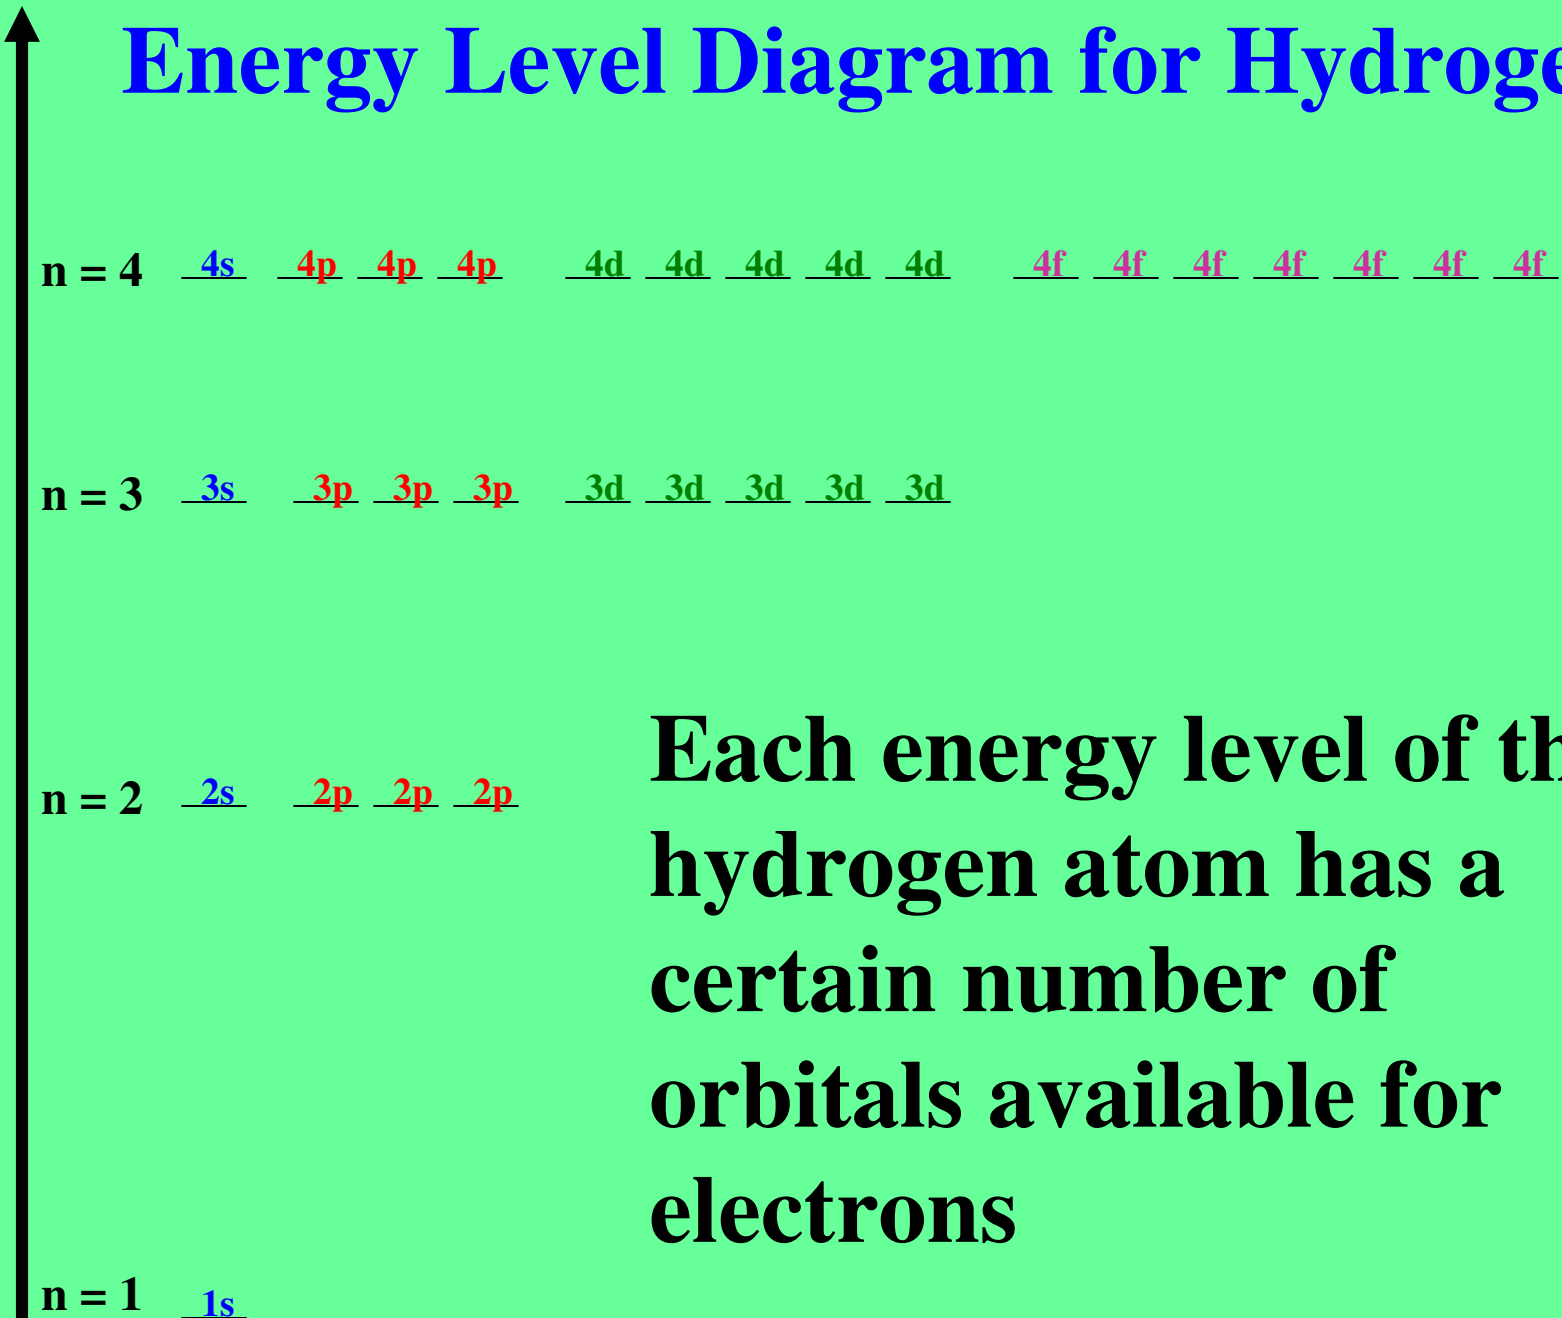 Energy Level Diagram for Hydroge
n = 4 4s 4p 4p 4p 4d 4d 4d 4d 4d 4f 4f 4f 4f 4f 4f 4f
n = 3 3s 3p 3p 3p 3d 3d 3d 3d 3d
n = 2 2s 2p 2p 2p
Each energy level of th
hydrogen atom has a
certain number of
orbitals available for
electrons
n = 1 1s